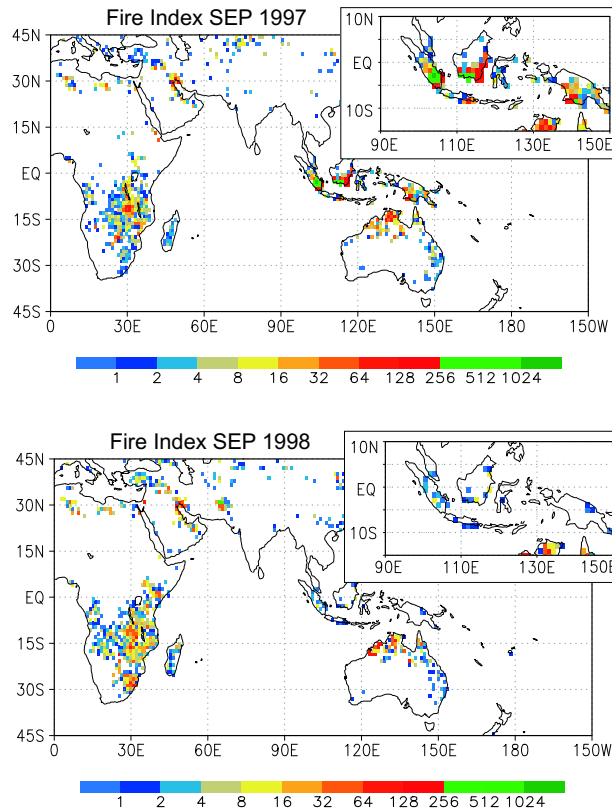 Fire Index SEP 1997
45N
30N
15N
EQ
15S
30S
45S
0 30E 60E 90E 120E 150E 180 150W
10N
EQ
10S
90E 110E 130E 150E
1 2 4 8 16 32 64 128 256 512 1024
Fire Index SEP 1998
45N
30N
15N
EQ
15S
30S
45S
0 30E 60E 90E 120E 150E 180 150W
10N
EQ
10S
90E 110E 130E 150E
1 2 4 8 16 32 64 128 256 512 1024